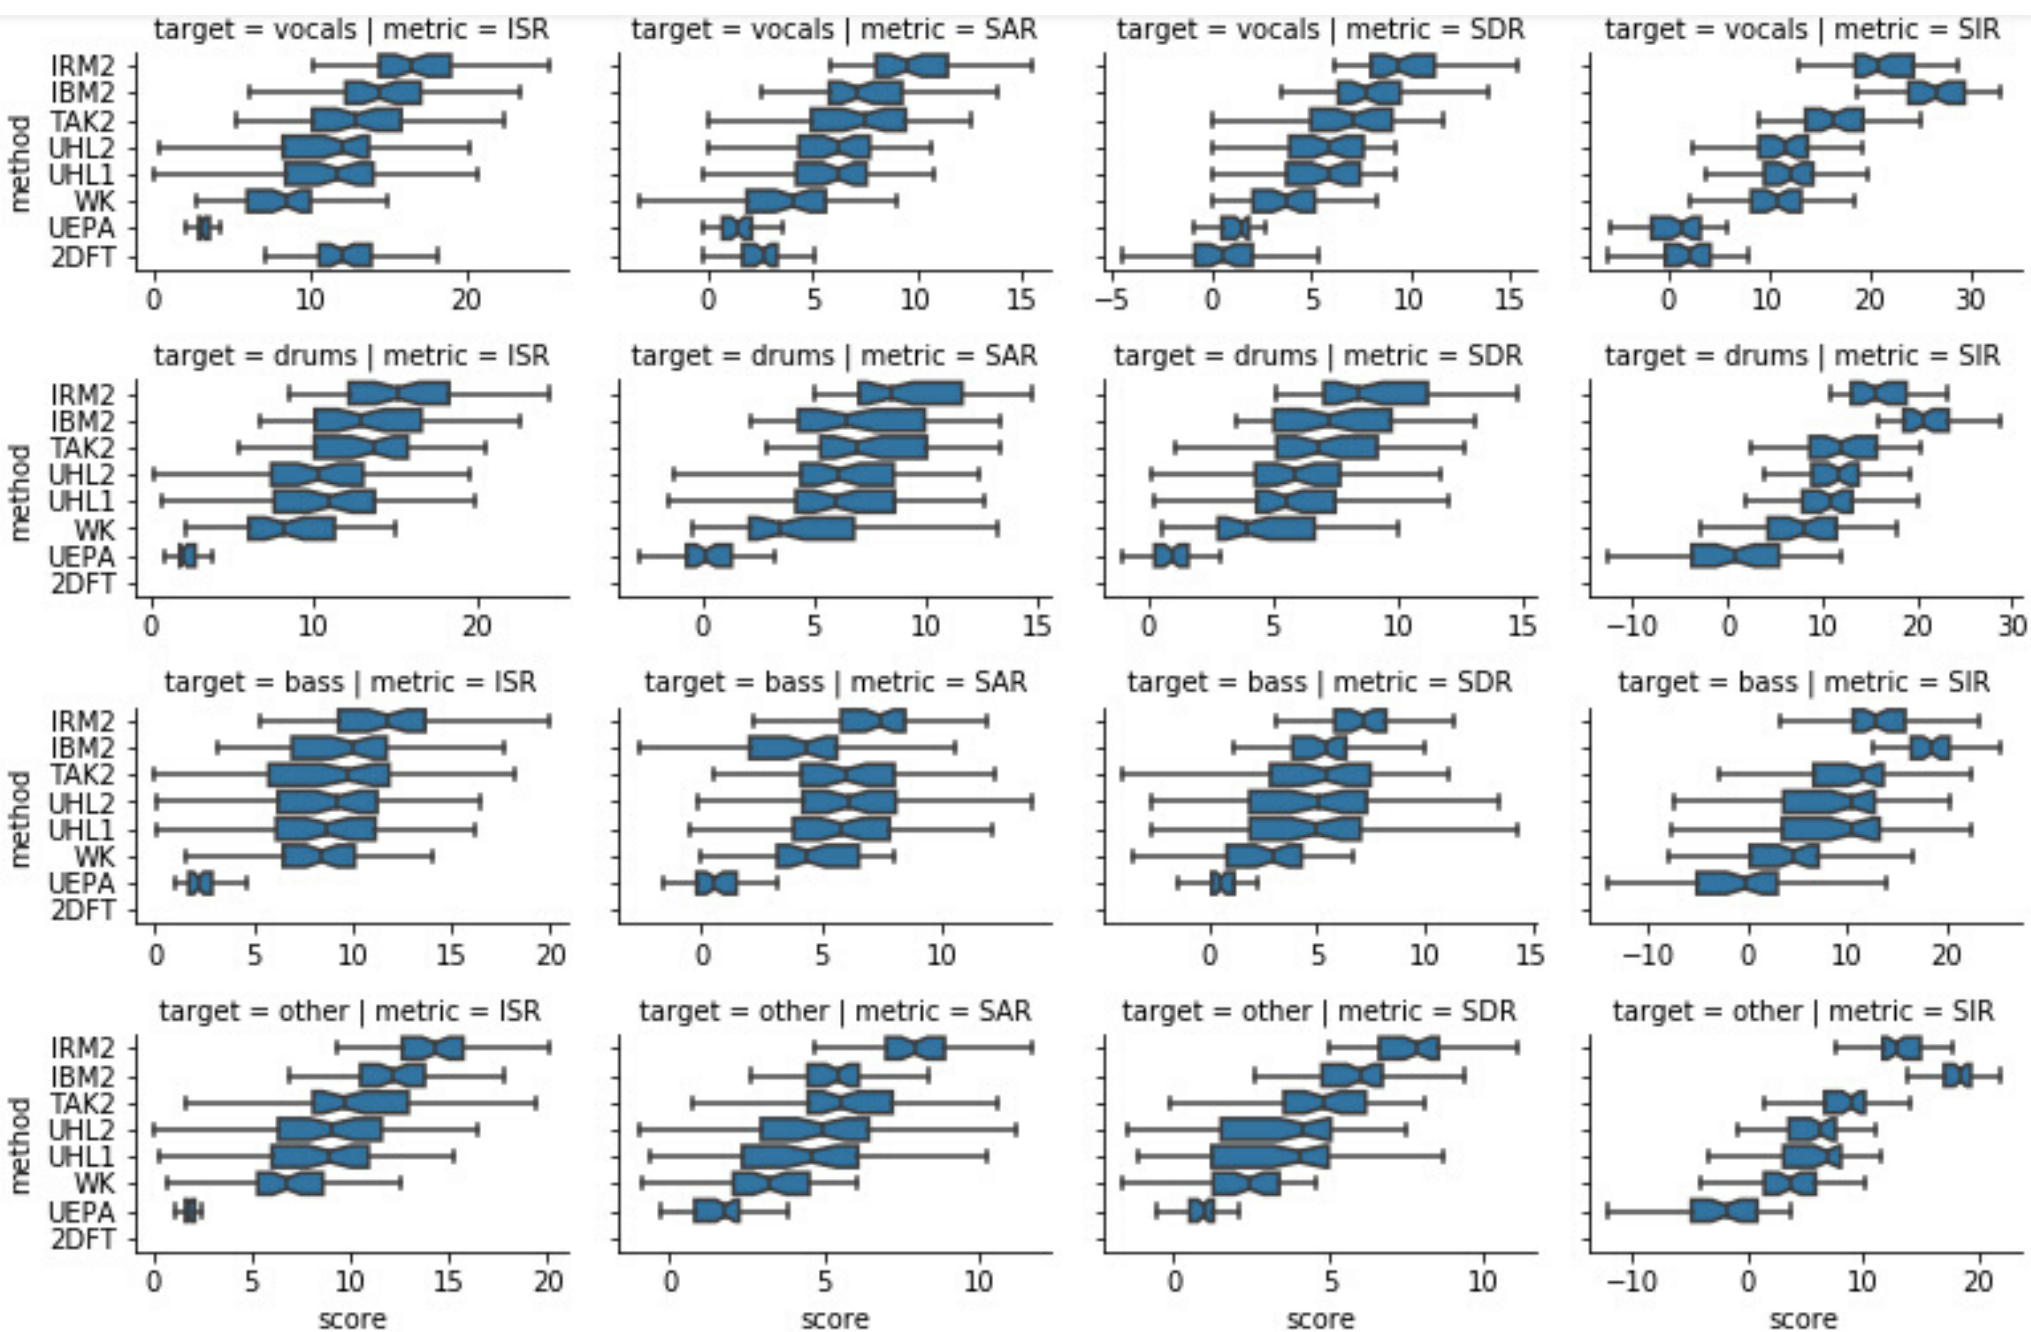 target = vocals | metric = ISR target = vocals | metric = SAR target = vocals | metric = SDR target = vocals | metric = SIR
method
IRM2
IBM2
TAK2
UHL2
UHL1
WK
UEPA
2DFT
0 10 20 0 5 10 15 −5 0 5 10 15 0 10 20 30
target = drums | metric = ISR target = drums | metric = SAR target = drums | metric = SDR target = drums | metric = SIR
method
IRM2
IBM2
TAK2
UHL2
UHL1
WK
UEPA
2DFT
0 10 20 0 5 10 15 0 5 10 15 −10 0 10 20 30
target = bass | metric = ISR target = bass | metric = SAR target = bass | metric = SDR target = bass | metric = SIR
method
IRM2
IBM2
TAK2
UHL2
UHL1
WK
UEPA
2DFT
0 5 10 15 20 0 5 10 0 5 10 15 −10 0 10 20
target = other | metric = ISR target = other | metric = SAR target = other | metric = SDR target = other | metric = SIR
method
IRM2
IBM2
TAK2
UHL2
UHL1
WK
UEPA
2DFT
0 5 10 15 20 0 5 10 0 5 10 −10 0 10 20
score score score score